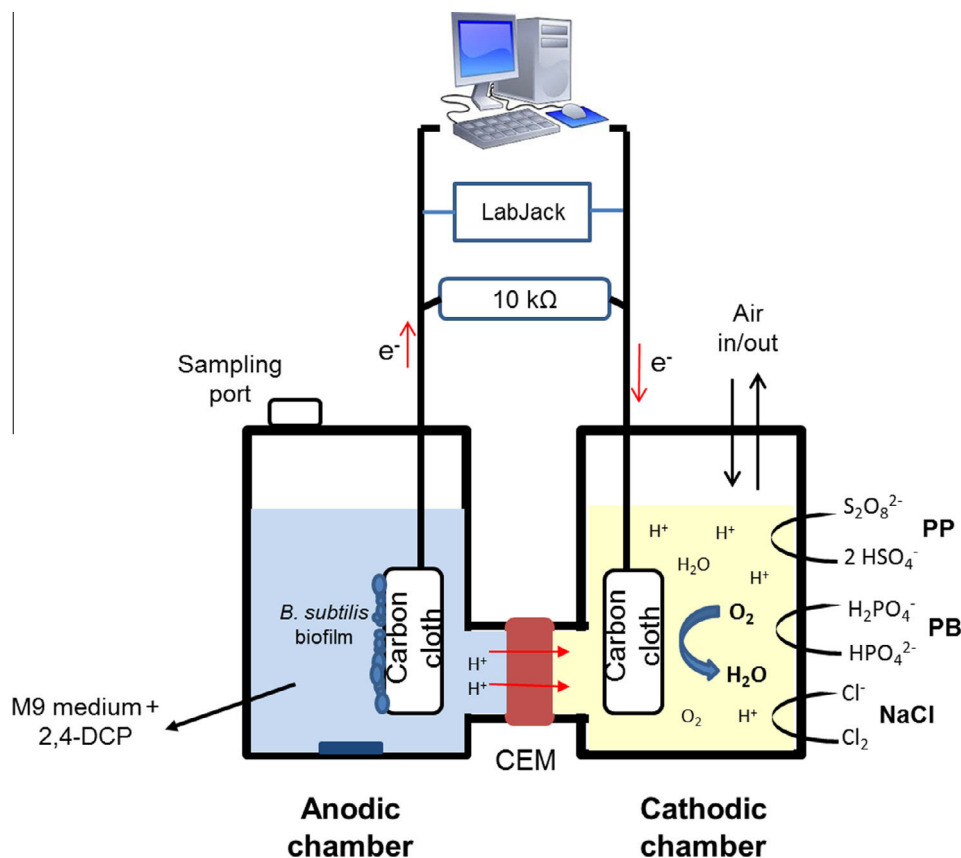 LabJack
10 kΩ
e-
e-
Air
in/out
Sampling
port
B. subtilis
biofilm
Carbon
cloth
H+
H+
M9 medium +
2,4-DCP
CEM
Carbon
cloth
H+
H+
H2O
H+
O2
H2O
O2
H+
S2O8 2-
PP
2 HSO4-
H2PO4-
PB
HPO4 2-
Cl-
NaCl
Cl2
Anodic
chamber
Cathodic
chamber